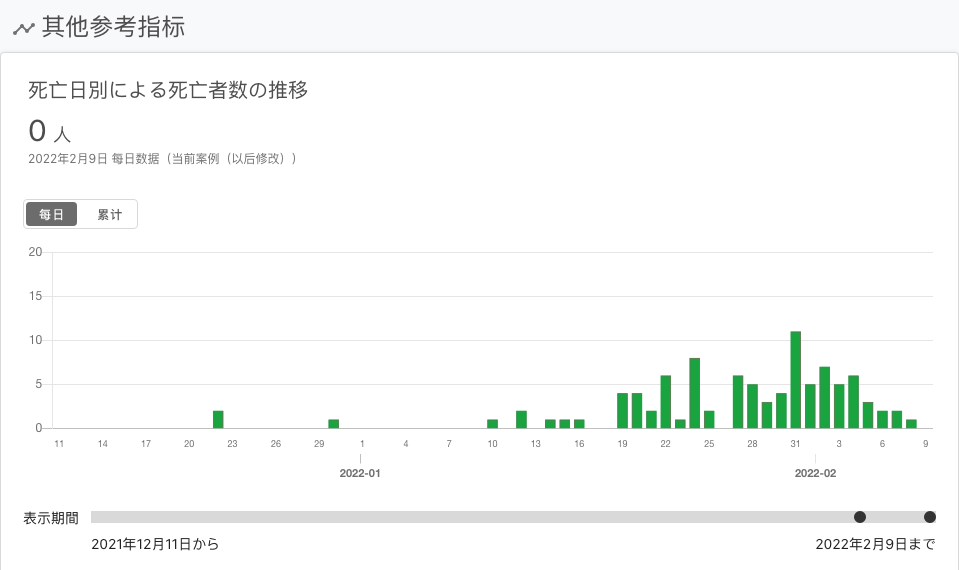 其他参考指标
死亡日別による死亡者数の推移
0 人
2022年2月9日 每日数据（当前案例（以后修改））
每日 累计
20
15
10
5
0
11 14 17 20 23 26 29 1 4 7 10 13 16 19 22 25 28 31 3 6 9
2022-01 2022-02
表示期間
2021年12月11日から 2022年2月9日まで